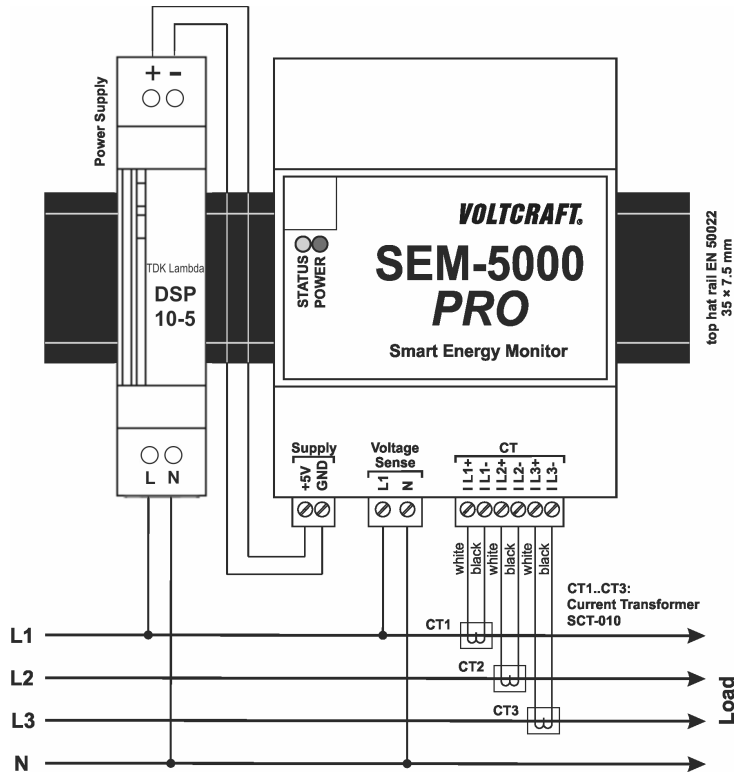 + -
Power Supply
TDK Lambda
DSP
10-5
L N
VOLTCRAFT®
STATUS
POWER
SEM-5000
PRO
Smart Energy Monitor
top hat rail EN 50022
35 × 7.5 mm
Supply
+5V
GND
Voltage
Sense
L1
N
CT
I L1+
I L1-
I L2+
I L2-
I L3+
I L3-
white
black
white
black
white
black
CT1..CT3:
Current Transformer
SCT-010
CT1
L1
CT2
L2
CT3
L3
N
Load